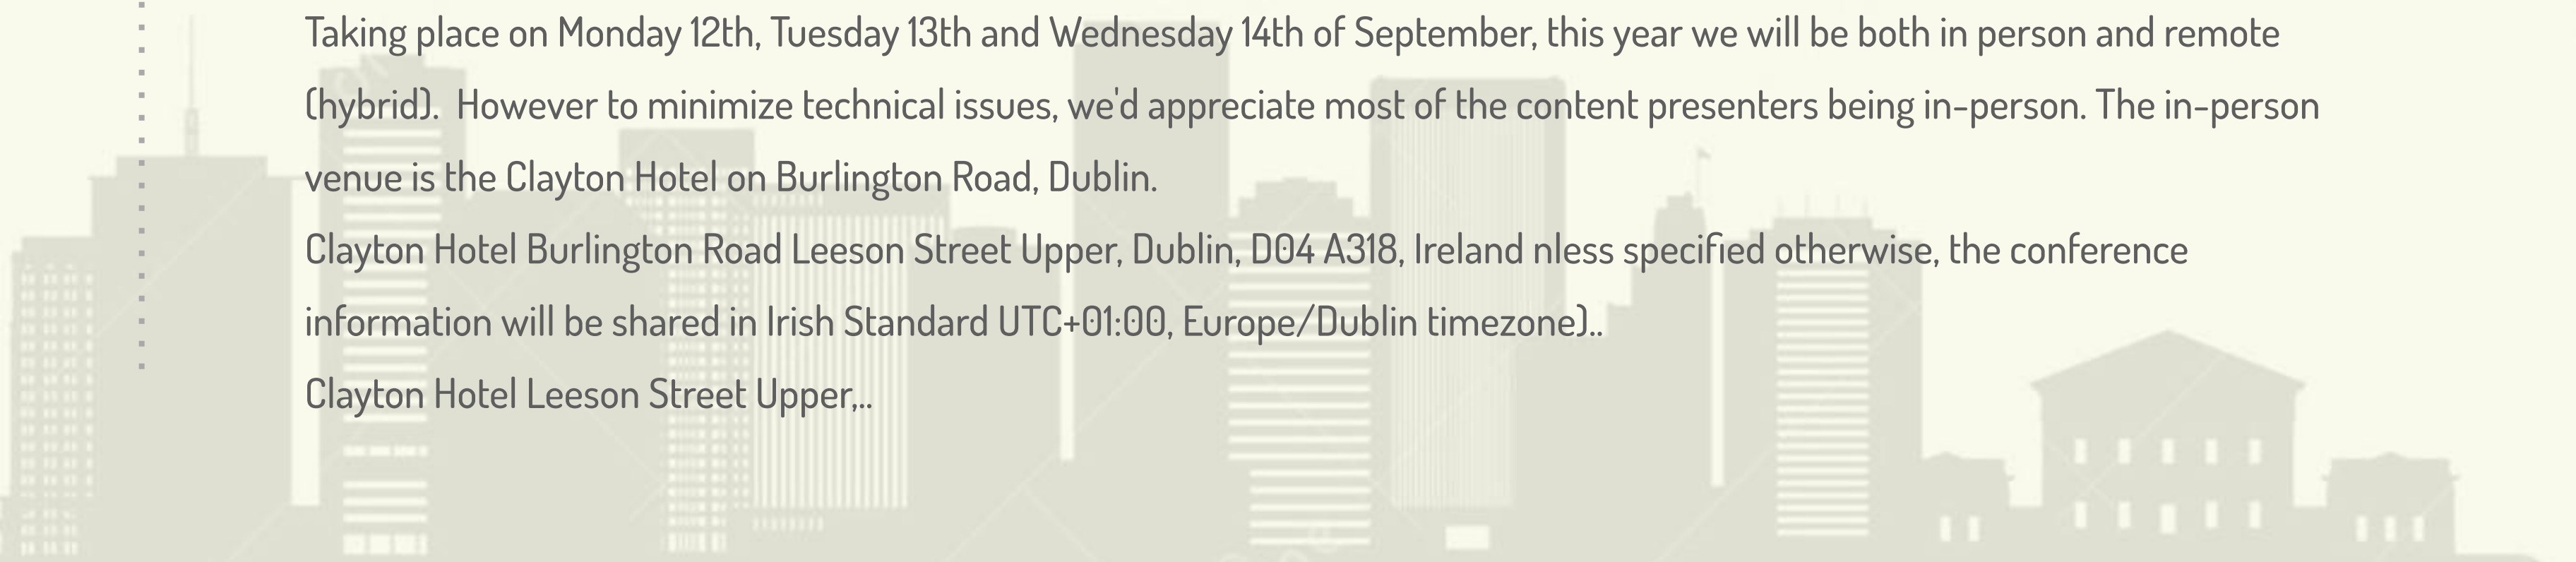 Taking place on Monday 12th, Tuesday 13th and Wednesday 14th of September, this year we will be both in person and remote
(hybrid).  However to minimize technical issues, we'd appreciate most of the content presenters being in-person. The in-person
venue is the Clayton Hotel on Burlington Road, Dublin.
Clayton Hotel Burlington Road Leeson Street Upper, Dublin, D04 A318, Ireland nless specified otherwise, the conference
information will be shared in Irish Standard UTC+01:00, Europe/Dublin timezone)..
Clayton Hotel Leeson Street Upper,..